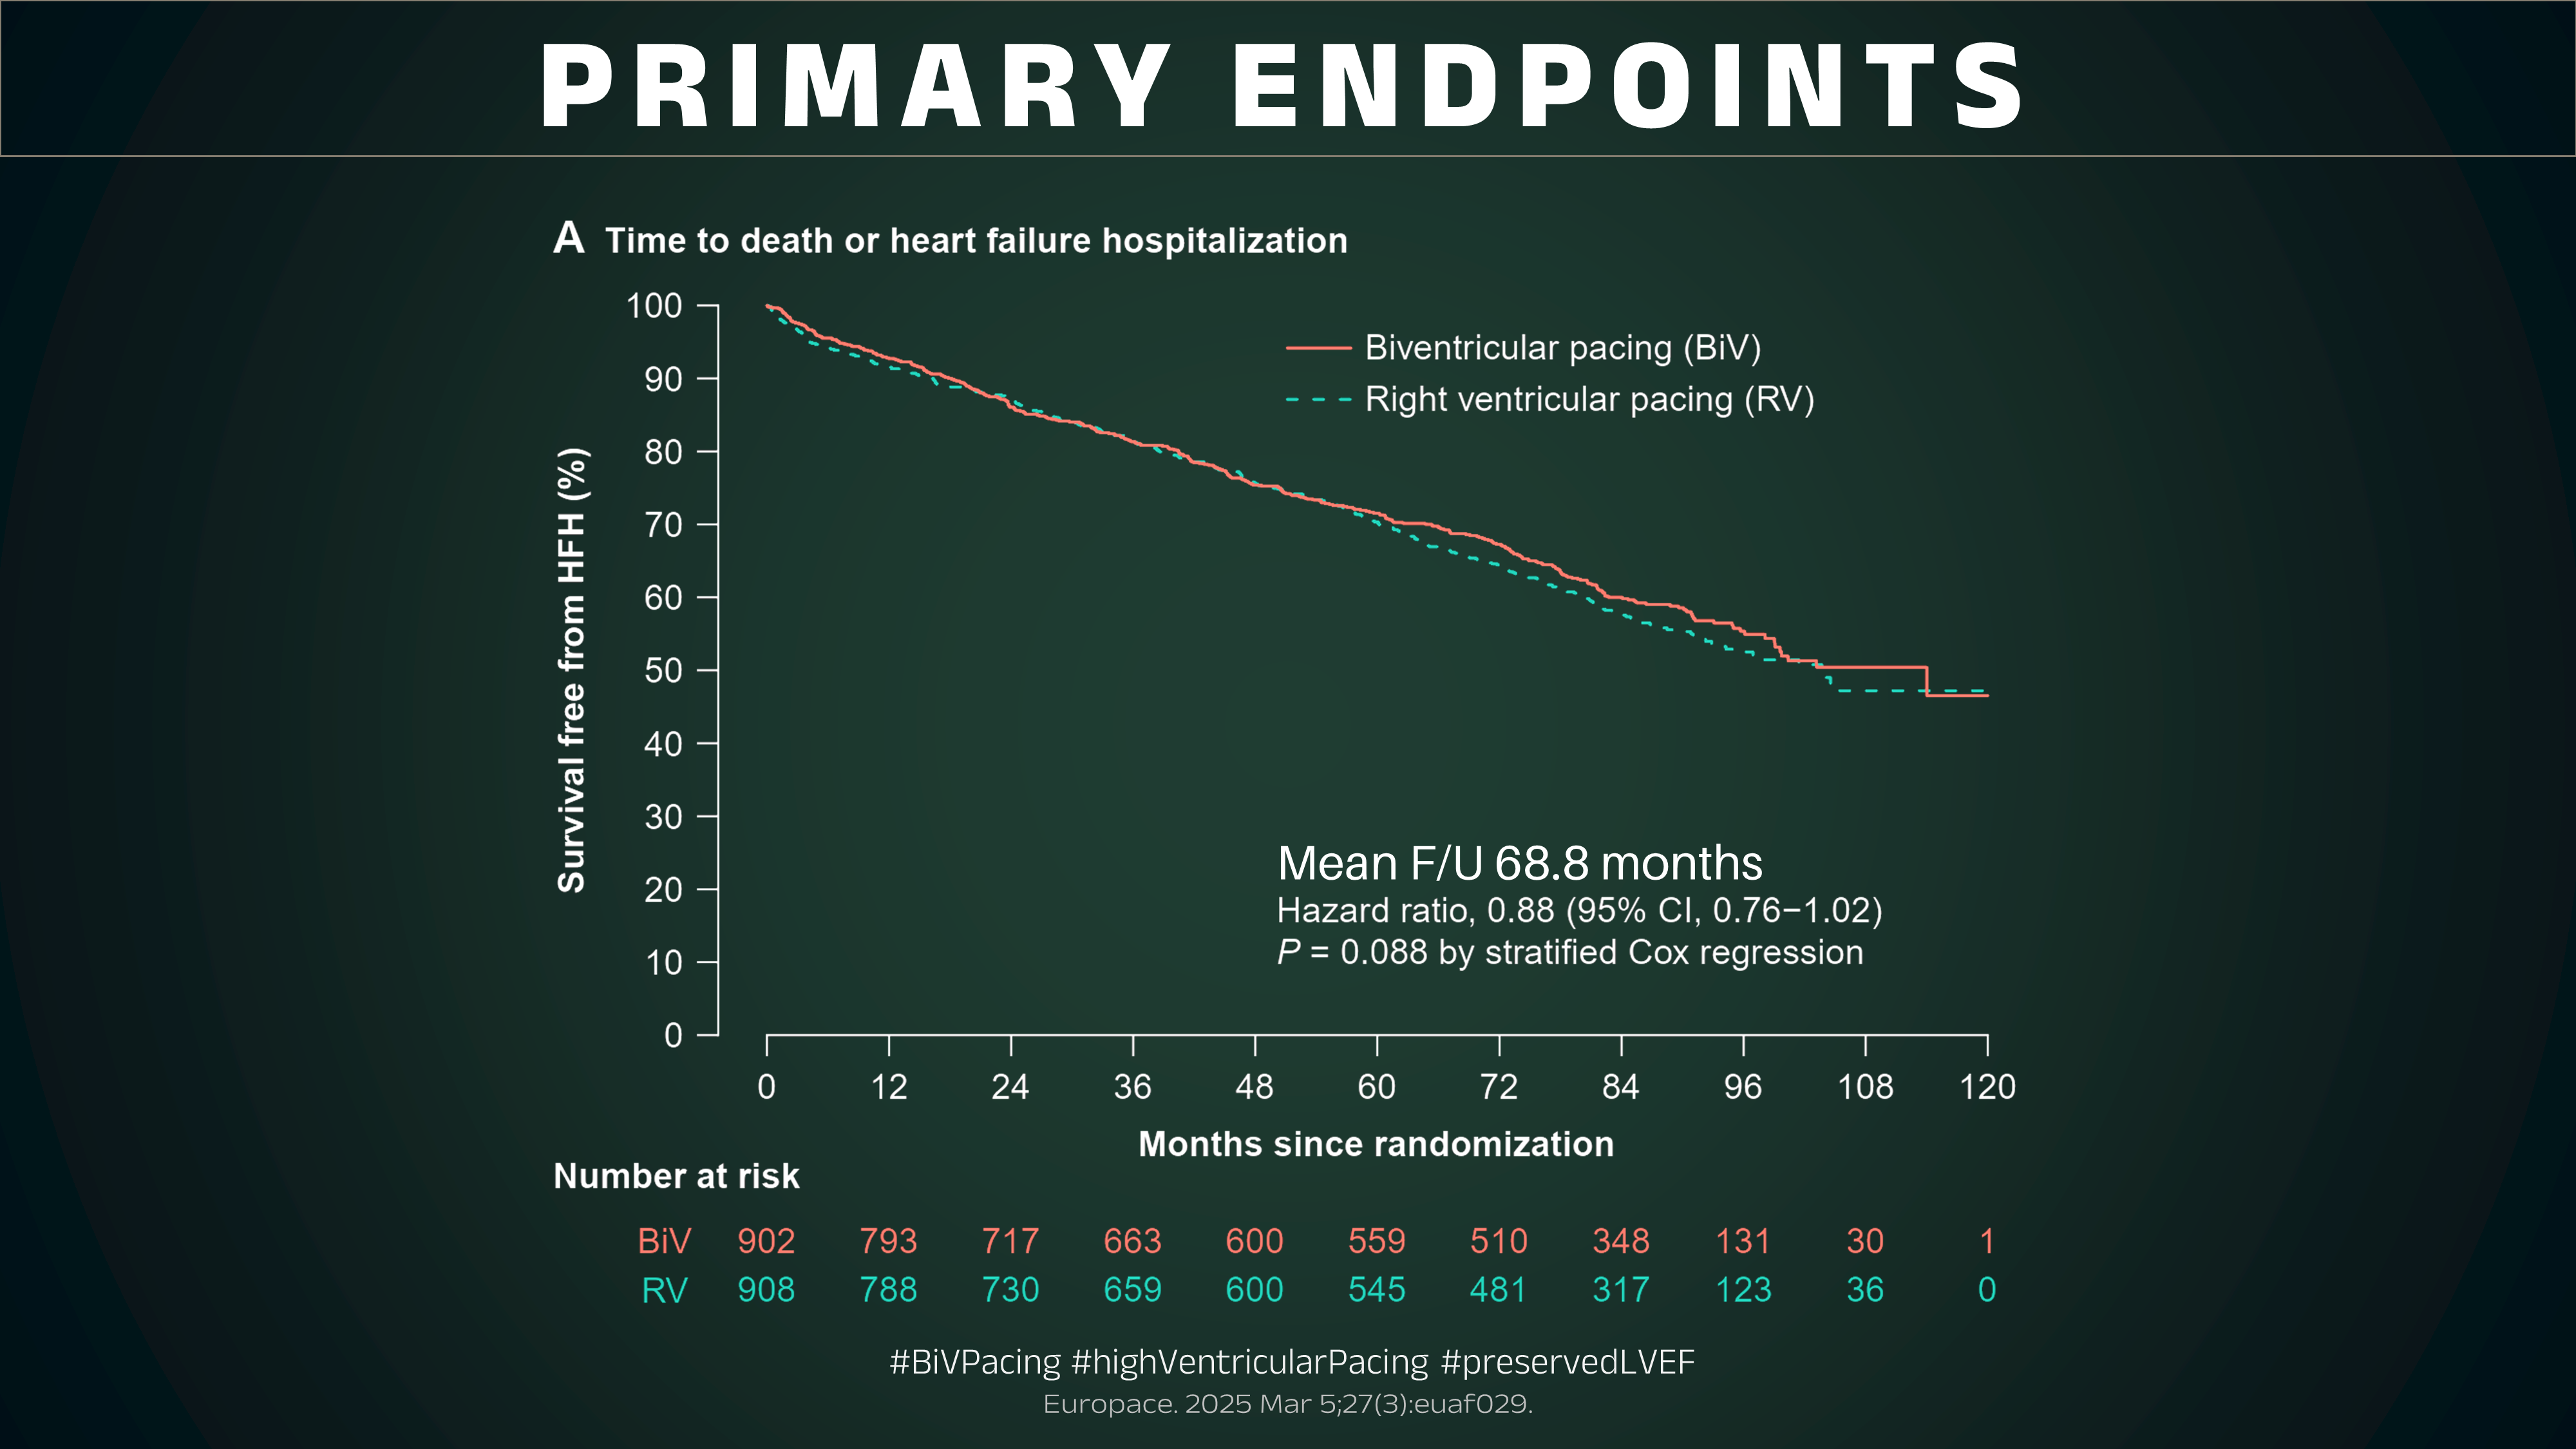 PRIMARY ENDPOINTS
A Time to death or heart failure hospitalization
Survival free from HFH (%)
100
90
80
70
60
50
40
30
20
10
0
Biventricular pacing (BiV)
Right ventricular pacing (RV)
Mean F/U 68.8 months
Hazard ratio, 0.88 (95% CI, 0.76−1.02)
P = 0.088 by stratified Cox regression
0 12 24 36 48 60 72 84 96 108 120
Months since randomization
Number at risk
BiV 902 793 717 663 600 559 510 348 131 30 1
RV 908 788 730 659 600 545 481 317 123 36 0
#BiVPacing #highVentricularPacing #preservedLVEF
Europace. 2025 Mar 5;27(3):euaf029.